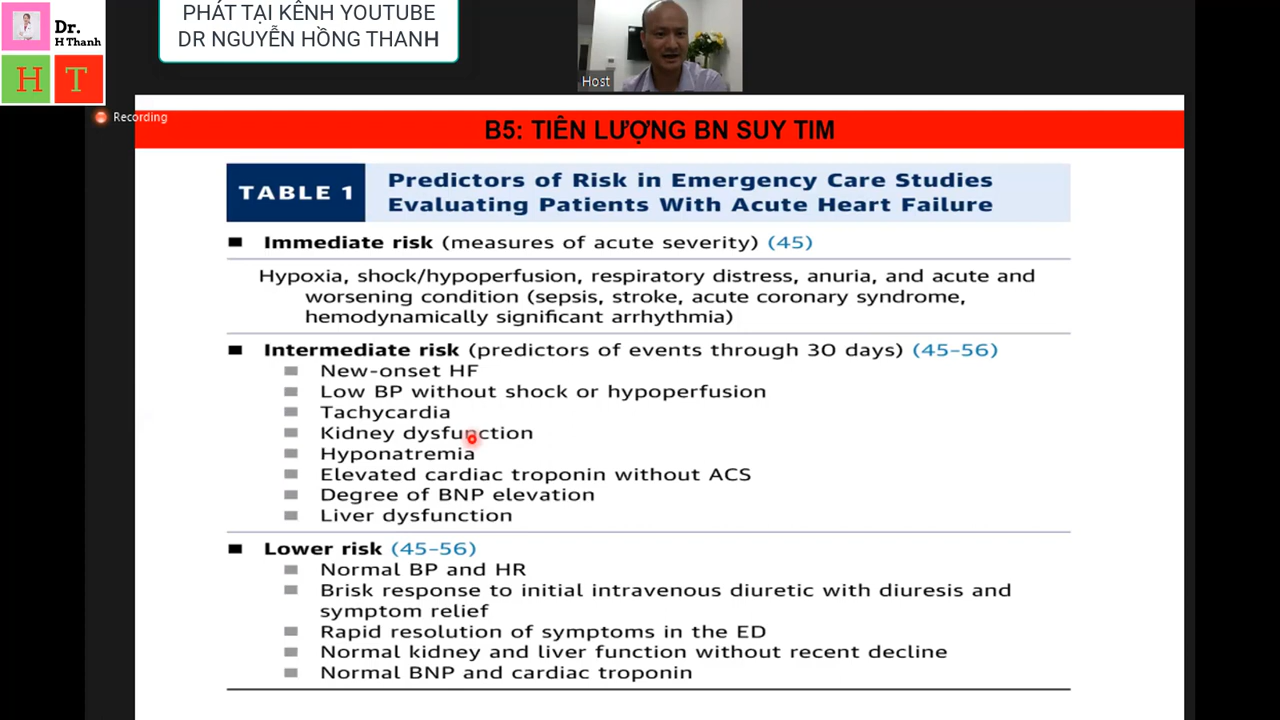 Dr.
H Thanh
H T
PHÁT TẠI KÊNH YOUTUBE
DR NGUYỄN HỒNG THANH
Host
Recording
B5: TIÊN LƯỢNG BN SUY TIM
TABLE 1
Predictors of Risk in Emergency Care Studies
Evaluating Patients With Acute Heart Failure
Immediate risk (measures of acute severity) (45)
Hypoxia, shock/hypoperfusion, respiratory distress, anuria, and acute and
worsening condition (sepsis, stroke, acute coronary syndrome,
hemodynamically significant arrhythmia)
Intermediate risk (predictors of events through 30 days) (45-56)
New-onset HF
Low BP without shock or hypoperfusion
Tachycardia
Kidney dysfunction
Hyponatremia
Elevated cardiac troponin without ACS
Degree of BNP elevation
Liver dysfunction
Lower risk (45-56)
Normal BP and HR
Brisk response to initial intravenous diuretic with diuresis and
symptom relief
Rapid resolution of symptoms in the ED
Normal kidney and liver function without recent decline
Normal BNP and cardiac troponin